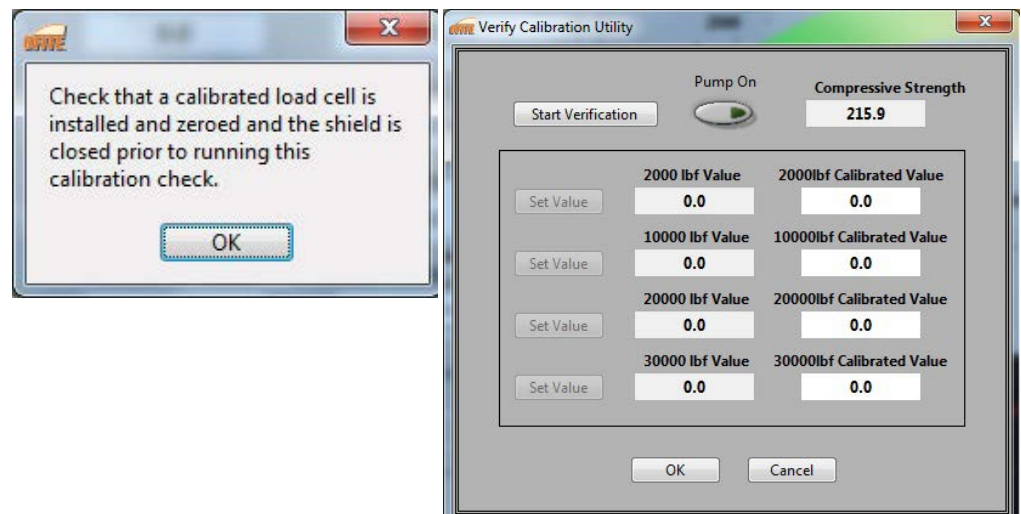 OFITE
Check that a calibrated load cell is
installed and zeroed and the shield is
closed prior to running this
calibration check.
OK
OFITE Verify Calibration Utility
Pump On
Compressive Strength
Start Verification
215.9
2000 lbf Value 2000lbf Calibrated Value
Set Value 0.0 0.0
10000 lbf Value 10000lbf Calibrated Value
Set Value 0.0 0.0
20000 lbf Value 20000lbf Calibrated Value
Set Value 0.0 0.0
30000 lbf Value 30000lbf Calibrated Value
Set Value 0.0 0.0
OK Cancel